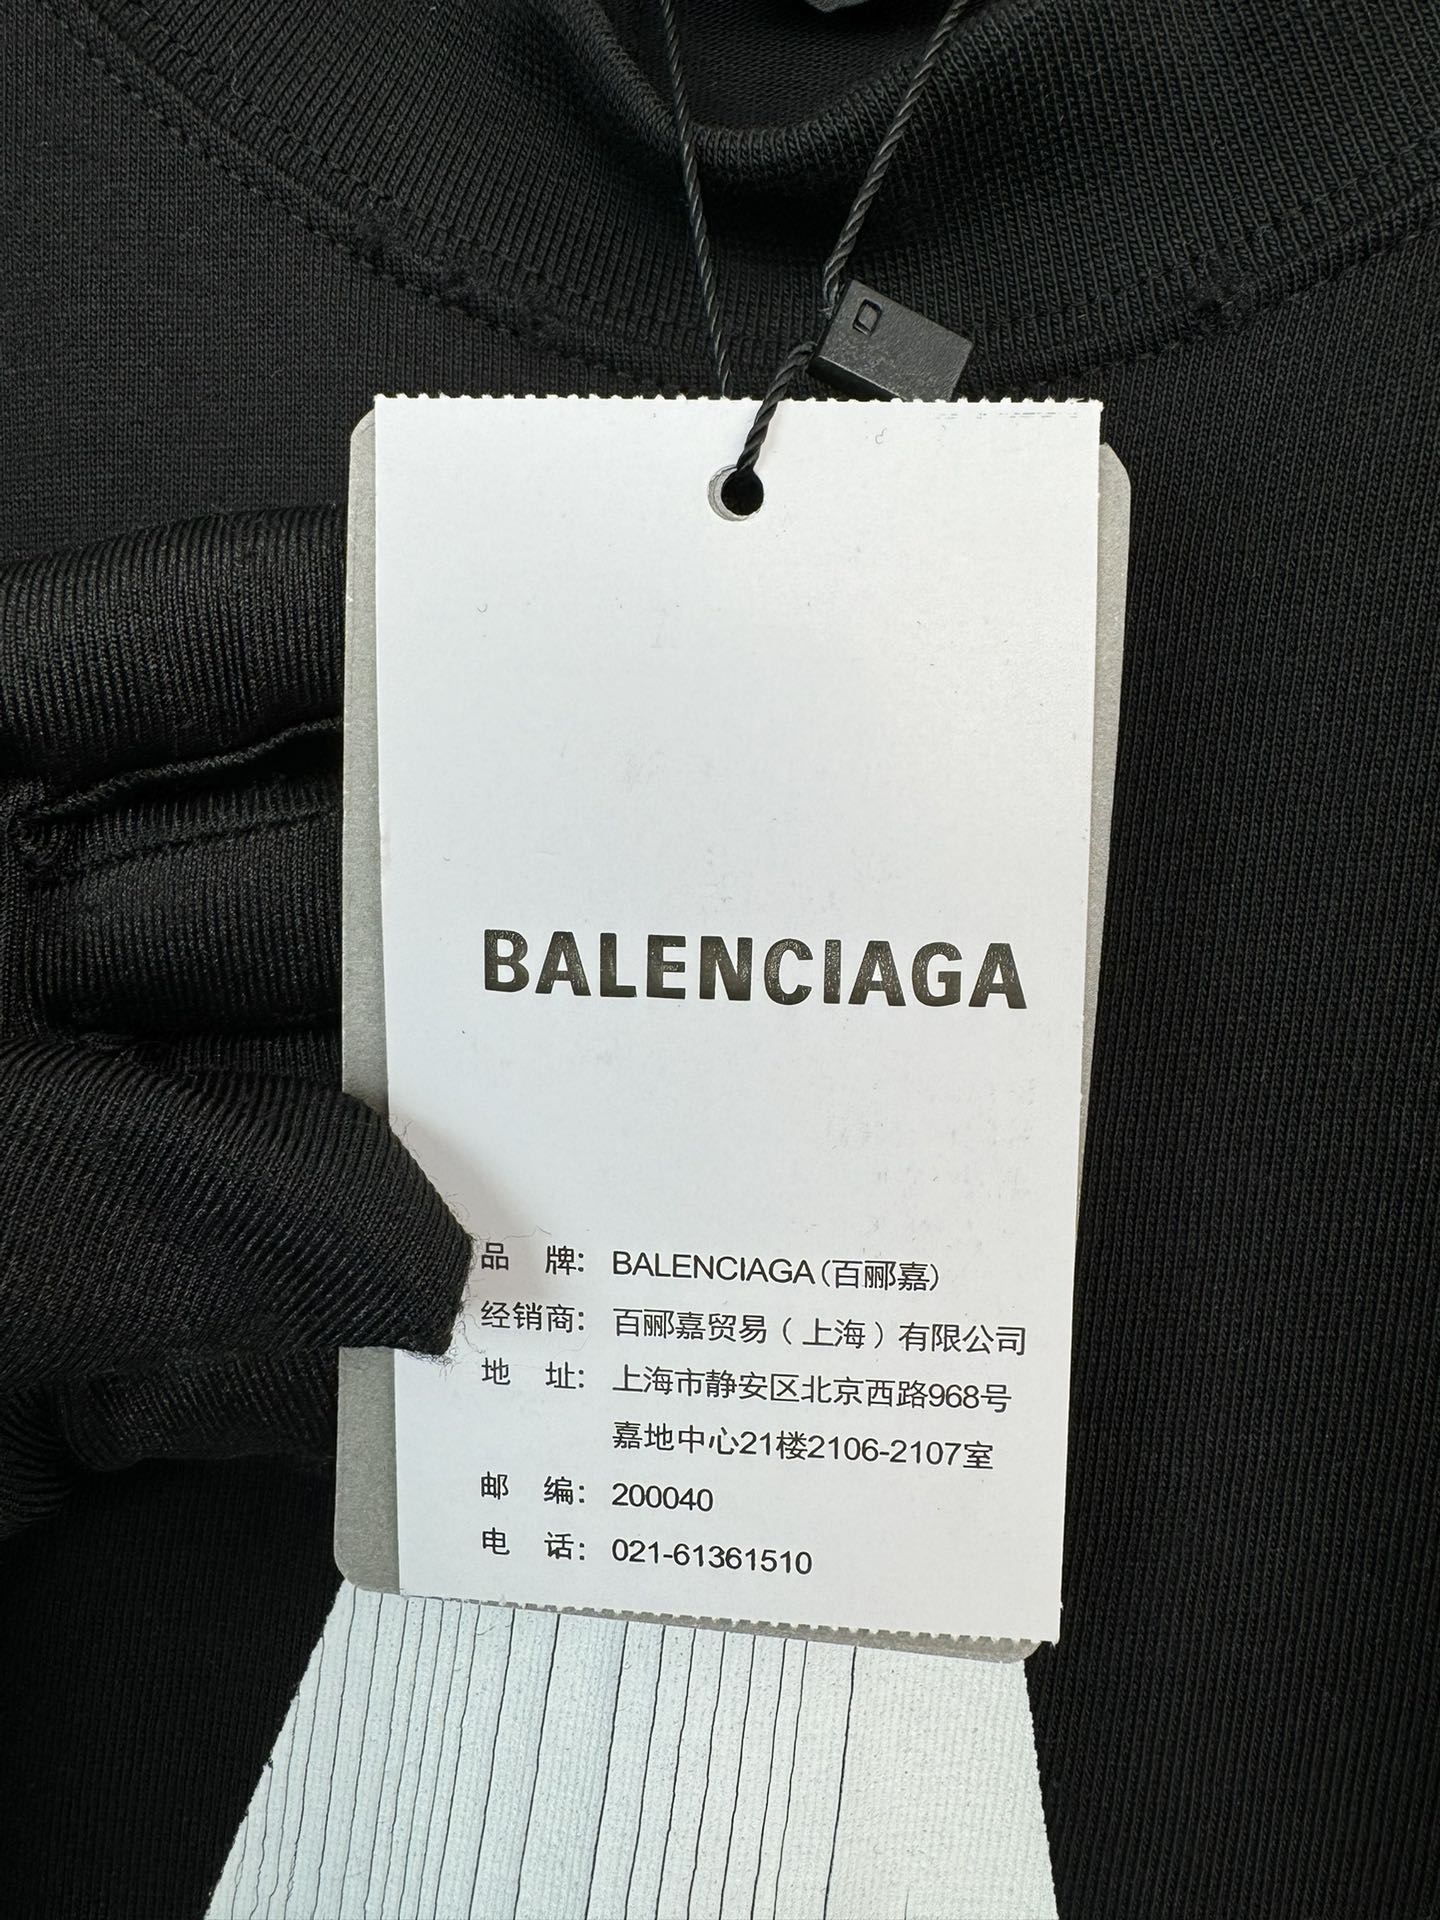 BALENCIAGA
品 牌： BALENCIAGA(百郦嘉)
经销商： 百郦嘉贸易（上海）有限公司
地 址： 上海市静安区北京西路968号
嘉地中心21楼2106-2107室
邮 编： 200040
电 话： 021-61361510